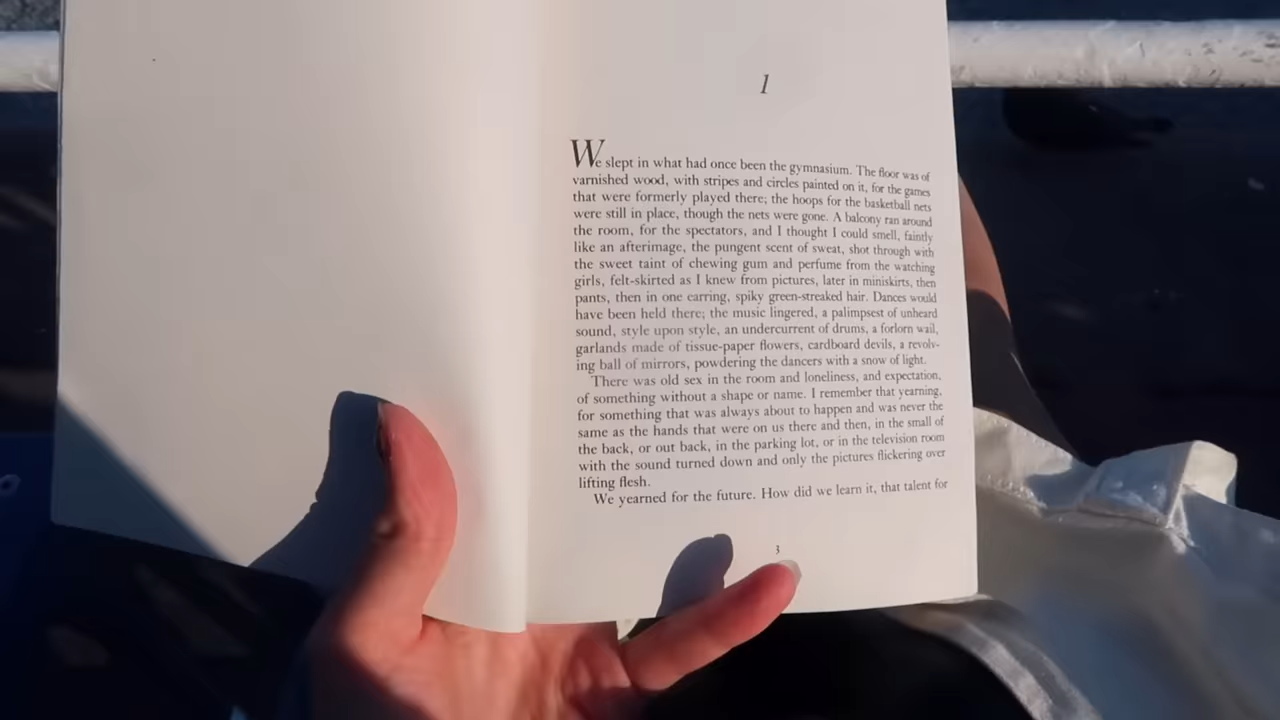 1
We slept in what had once been the gymnasium. The floor was of
varnished wood, with stripes and circles painted on it, for the games
that were formerly played there; the hoops for the basketball nets
were still in place, though the nets were gone. A balcony ran around
the room, for the spectators, and I thought I could smell, faintly
like an afterimage, the pungent scent of sweat, shot through with
the sweet taint of chewing gum and perfume from the watching
girls, felt-skirted as I knew from pictures, later in miniskirts, then
pants, then in one earring, spiky green-streaked hair. Dances would
have been held there; the music lingered, a palimpsest of unheard
sound, style upon style, an undercurrent of drums, a forlorn wail,
garlands made of tissue-paper flowers, cardboard devils, a revolv-
ing ball of mirrors, powdering the dancers with a snow of light.
There was old sex in the room and loneliness, and expectation,
of something without a shape or name. I remember that yearning,
for something that was always about to happen and was never the
same as the hands that were on us there and then, in the small of
the back, or out back, in the parking lot, or in the television room
with the sound turned down and only the pictures flickering over
lifting flesh.
We yearned for the future. How did we learn it, that talent for
3